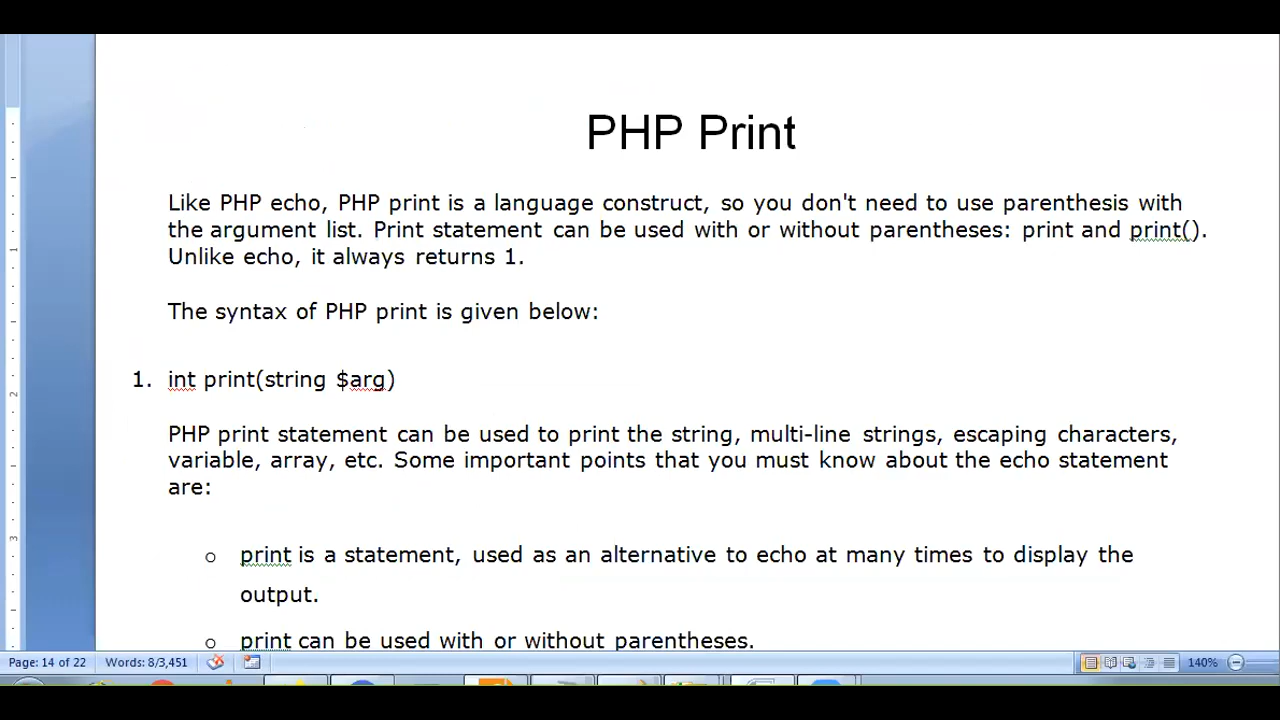 PHP Print
Like PHP echo, PHP print is a language construct, so you don't need to use parenthesis with
the argument list. Print statement can be used with or without parentheses: print and print().
Unlike echo, it always returns 1.
The syntax of PHP print is given below:
1. int print(string $arg)
PHP print statement can be used to print the string, multi-line strings, escaping characters,
variable, array, etc. Some important points that you must know about the echo statement
are:
o print is a statement, used as an alternative to echo at many times to display the
output.
o print can be used with or without parentheses.
Page: 14 of 22 Words: 8/3,451 140%